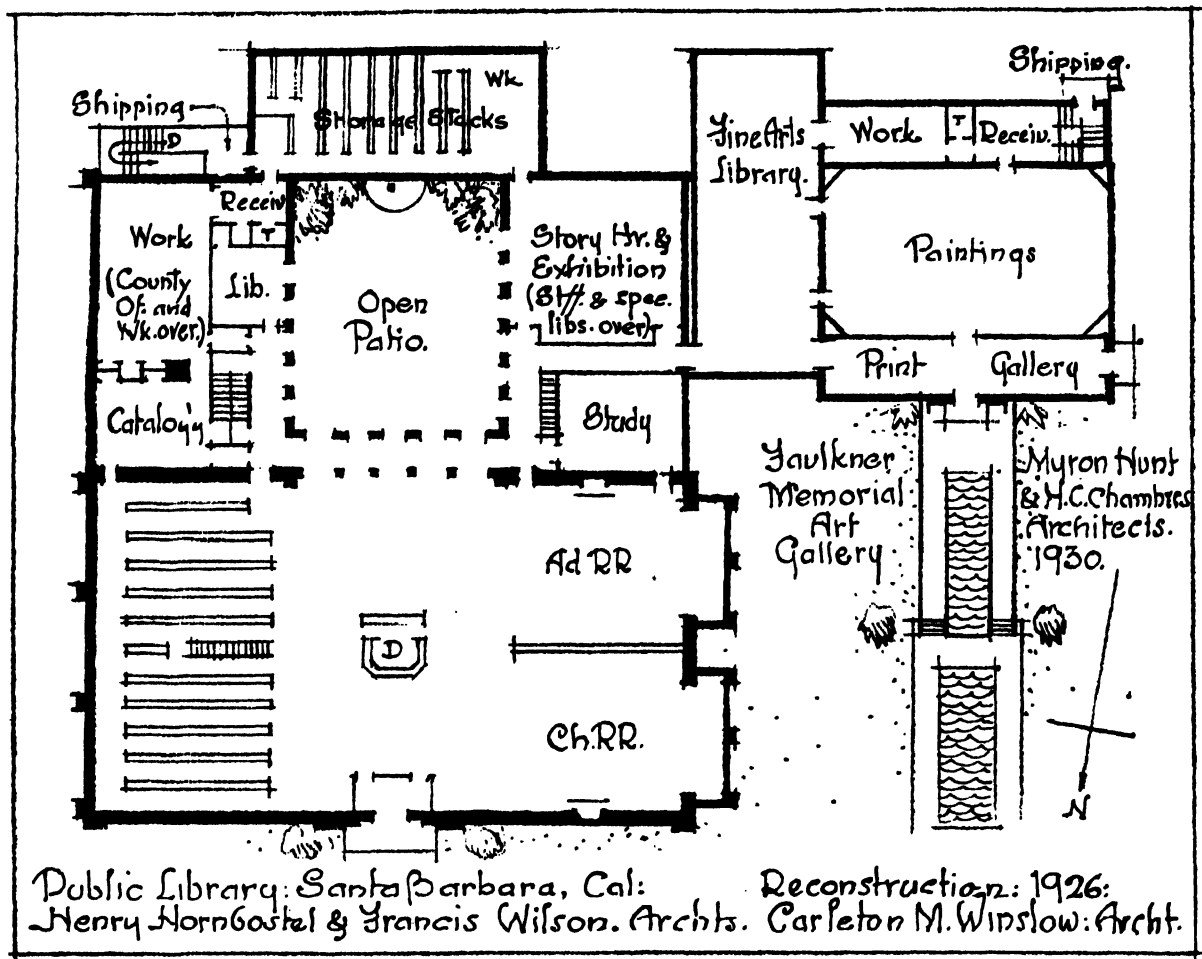 Shipping
D
Wk
Storage Stacks
Receiv
T
Work
(County
Of. and
Wk. over.)
Lib.
Open
Patio.
Story Hr. &
Exhibition
(Stff. & spec.
libs. over)
Catalog'g
Study
Fine Arts
Library.
Shipping.
Work
T
Receiv.
Paintings
Print Gallery
Faulkner
Memorial
Art
Gallery
Myron Hunt
& H.C. Chambers
Architects.
1930.
Ad RR
D
Ch.RR.
N
Public Library: Santa Barbara, Cal:
Henry Hornbostel & Francis Wilson. Archts.
Reconstruction: 1926:
Carleton M. Winslow: Archt.